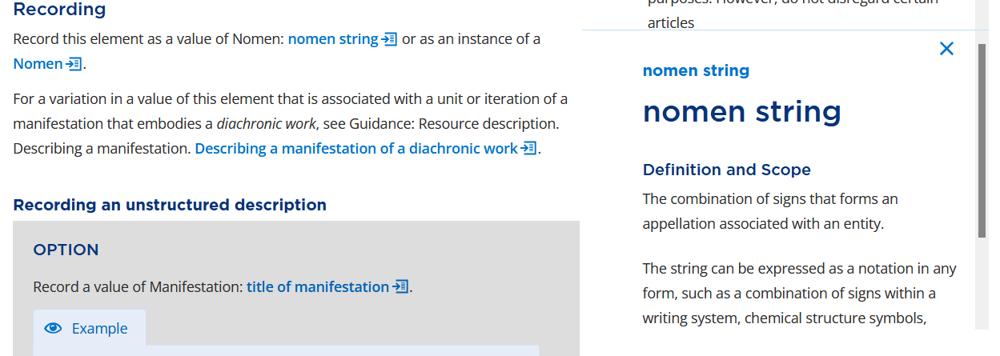 Recording
Record this element as a value of Nomen: nomen string or as an instance of a
Nomen.
For a variation in a value of this element that is associated with a unit or iteration of a
manifestation that embodies a diachronic work, see Guidance: Resource description.
Describing a manifestation. Describing a manifestation of a diachronic work.
Recording an unstructured description
OPTION
Record a value of Manifestation: title of manifestation.
Example
purposes. However, do not disregard certain
articles
nomen string
nomen string
Definition and Scope
The combination of signs that forms an
appellation associated with an entity.
The string can be expressed as a notation in any
form, such as a combination of signs within a
writing system, chemical structure symbols,